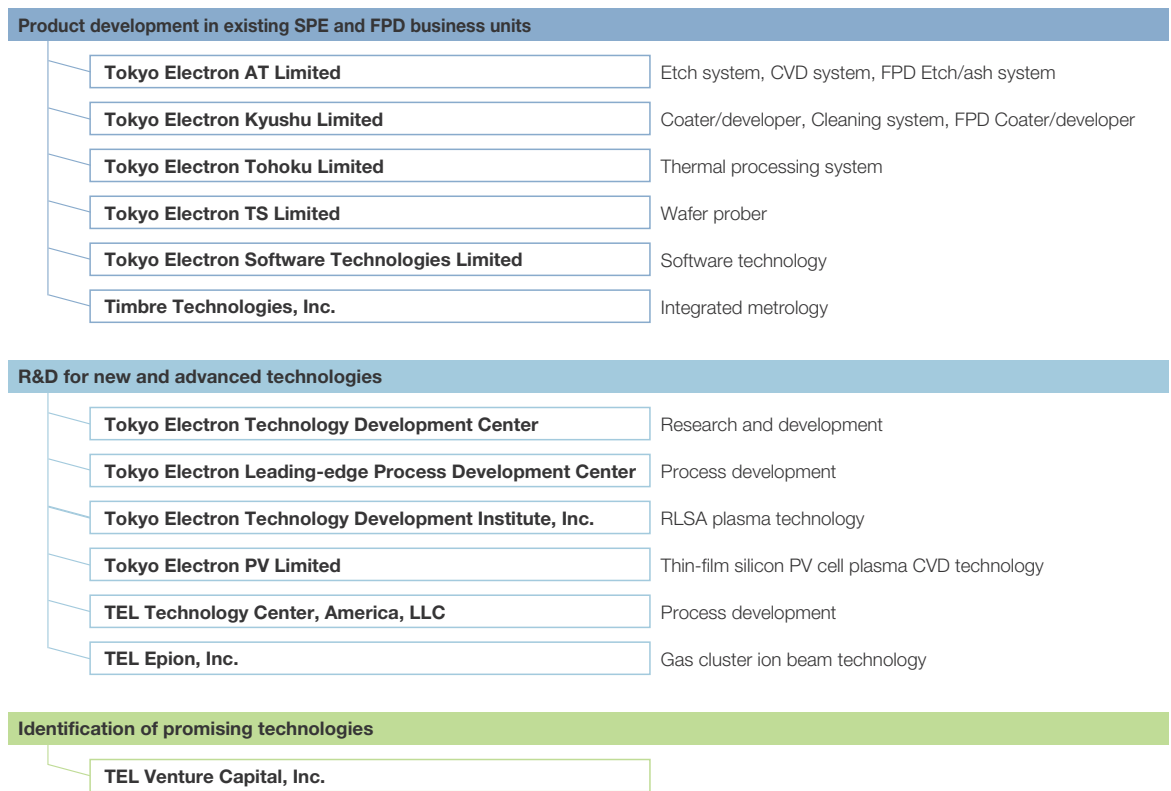 Product development in existing SPE and FPD business units
Tokyo Electron AT Limited Etch system, CVD system, FPD Etch/ash system
Tokyo Electron Kyushu Limited Coater/developer, Cleaning system, FPD Coater/developer
Tokyo Electron Tohoku Limited Thermal processing system
Tokyo Electron TS Limited Wafer prober
Tokyo Electron Software Technologies Limited Software technology
Timbre Technologies, Inc. Integrated metrology
R&D for new and advanced technologies
Tokyo Electron Technology Development Center Research and development
Tokyo Electron Leading-edge Process Development Center Process development
Tokyo Electron Technology Development Institute, Inc. RLSA plasma technology
Tokyo Electron PV Limited Thin-film silicon PV cell plasma CVD technology
TEL Technology Center, America, LLC Process development
TEL Epion, Inc. Gas cluster ion beam technology
Identification of promising technologies
TEL Venture Capital, Inc.